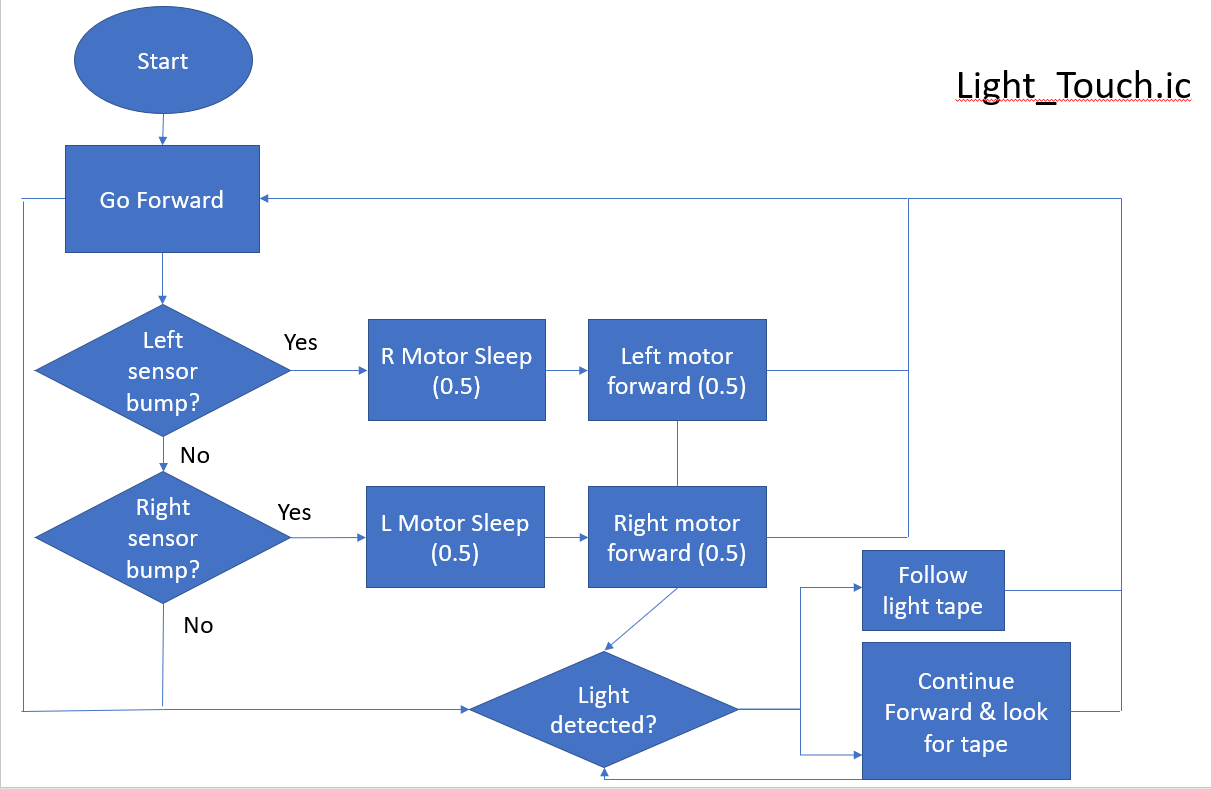 Start
Light_Touch.ic
Go Forward
Left
sensor
bump?
Yes
R Motor Sleep
(0.5)
Left motor
forward (0.5)
No
Right
sensor
bump?
Yes
L Motor Sleep
(0.5)
Right motor
forward (0.5)
No
Follow
light tape
Light
detected?
Continue
Forward & look
for tape